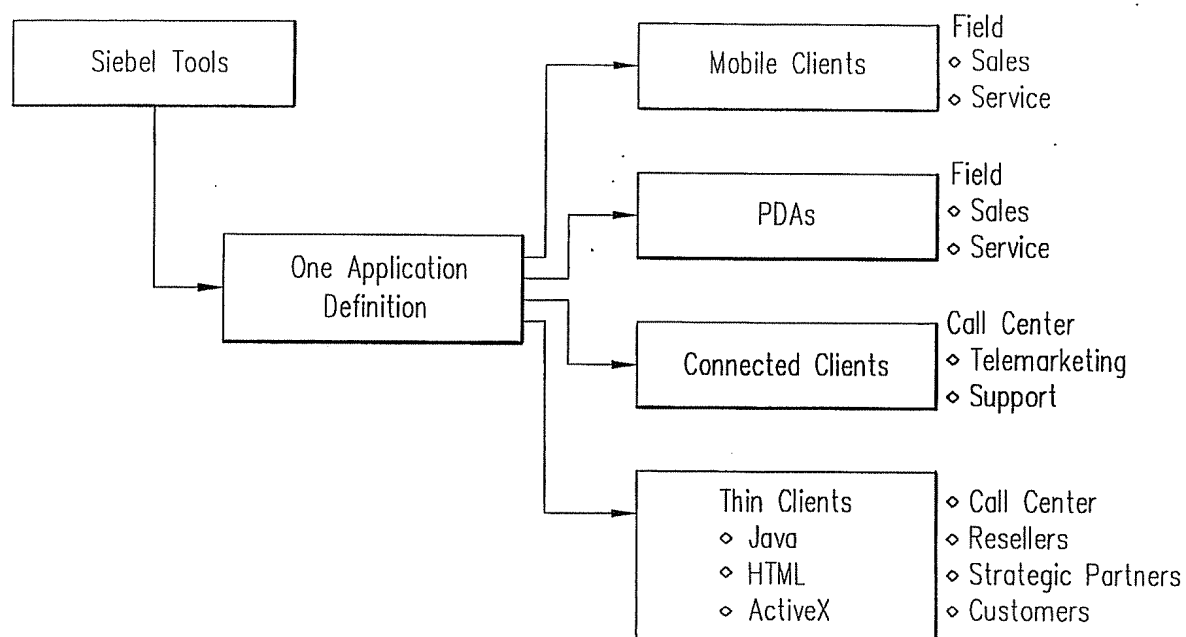 Siebel Tools
One Application
Definition
Mobile Clients
Field
◇ Sales
◇ Service
PDAs
Field
◇ Sales
◇ Service
Connected Clients
Call Center
◇ Telemarketing
◇ Support
Thin Clients
◇ Java
◇ HTML
◇ ActiveX
◇ Call Center
◇ Resellers
◇ Strategic Partners
◇ Customers